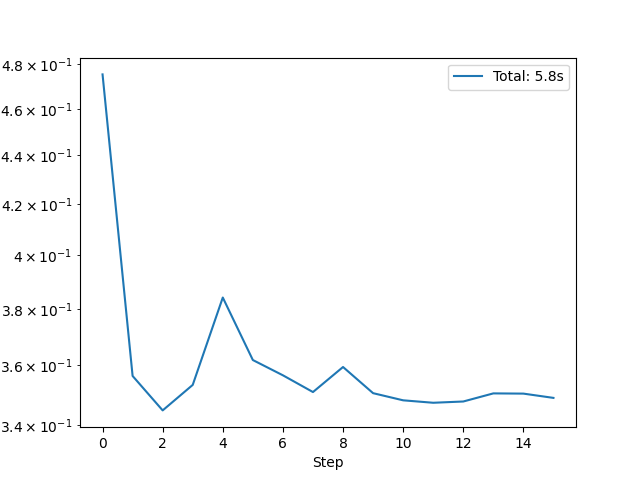 4.8 × 10⁻¹
4.6 × 10⁻¹
4.4 × 10⁻¹
4.2 × 10⁻¹
4 × 10⁻¹
3.8 × 10⁻¹
3.6 × 10⁻¹
3.4 × 10⁻¹
Total: 5.8s
0 2 4 6 8 10 12 14
Step